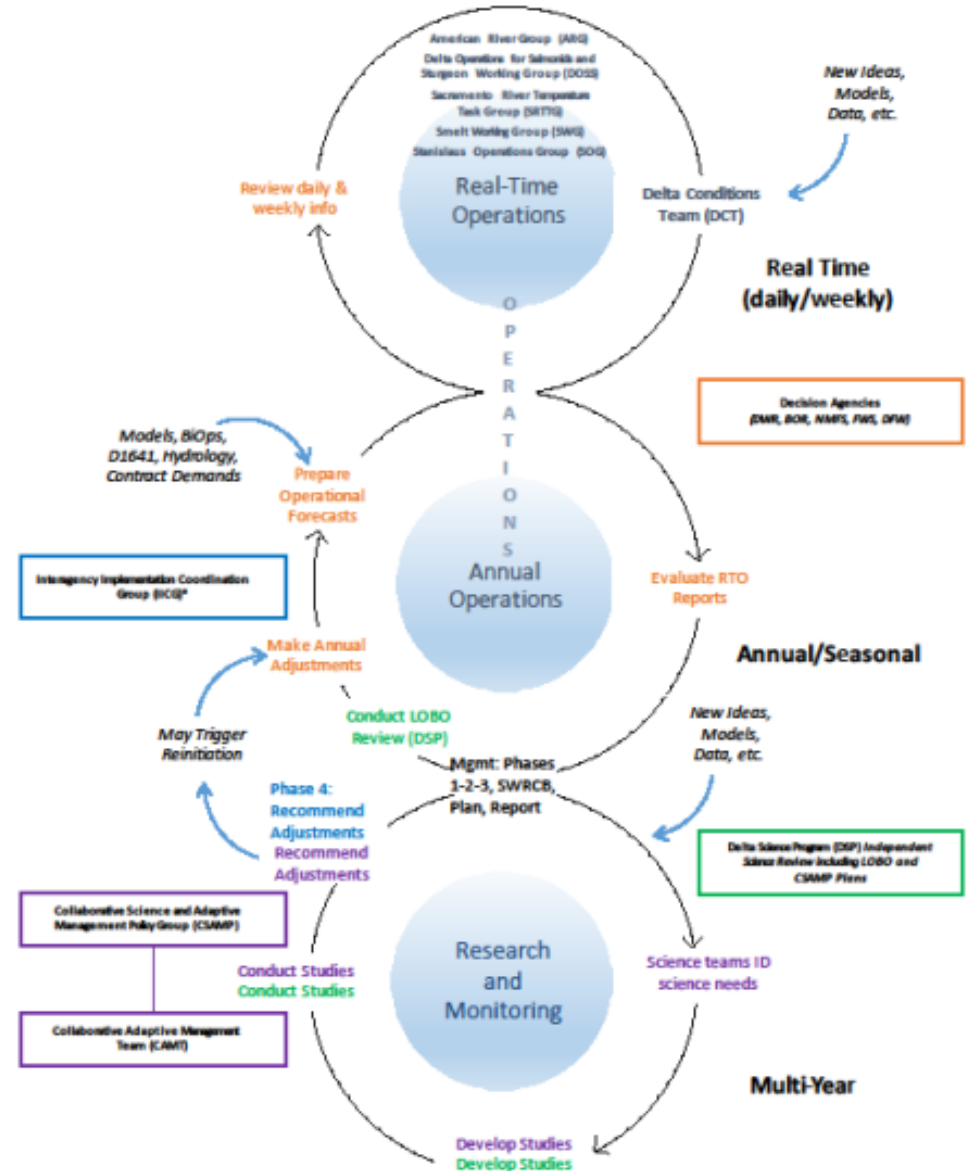 American River Group (ARG)
Delta Operations for Salmonids and
Sturgeon Working Group (DOSS)
Sacramento River Temperature
Task Group (SRTTG)
Smelt Working Group (SWG)
Stanislaus Operations Group (SOG)
Real-Time
Operations
New Ideas,
Models,
Data, etc.
Review daily &
weekly info
Delta Conditions
Team (DCT)
Real Time
(daily/weekly)
OPERATIONS
Decision Agencies
(DWR, BOR, NMFS, FWS, DFW)
Models, BiOps,
D1641, Hydrology,
Contract Demands
Prepare
Operational
Forecasts
Interagency Implementation Coordination
Group (IICG)*
Annual
Operations
Evaluate RTO
Reports
Make Annual
Adjustments
Annual/Seasonal
Conduct LOBO
Review (DSP)
May Trigger
Reinitiation
New Ideas,
Models,
Data, etc.
Mgmt: Phases
1-2-3, SWRCB,
Plan, Report
Phase 4:
Recommend
Adjustments
Recommend
Adjustments
Delta Science Program (DSP) Independent
Science Review including LOBO and
CSAMP Plans
Collaborative Science and Adaptive
Management Policy Group (CSAMP)
Research
and
Monitoring
Science teams ID
science needs
Conduct Studies
Conduct Studies
Collaborative Adaptive Management
Team (CAMT)
Multi-Year
Develop Studies
Develop Studies